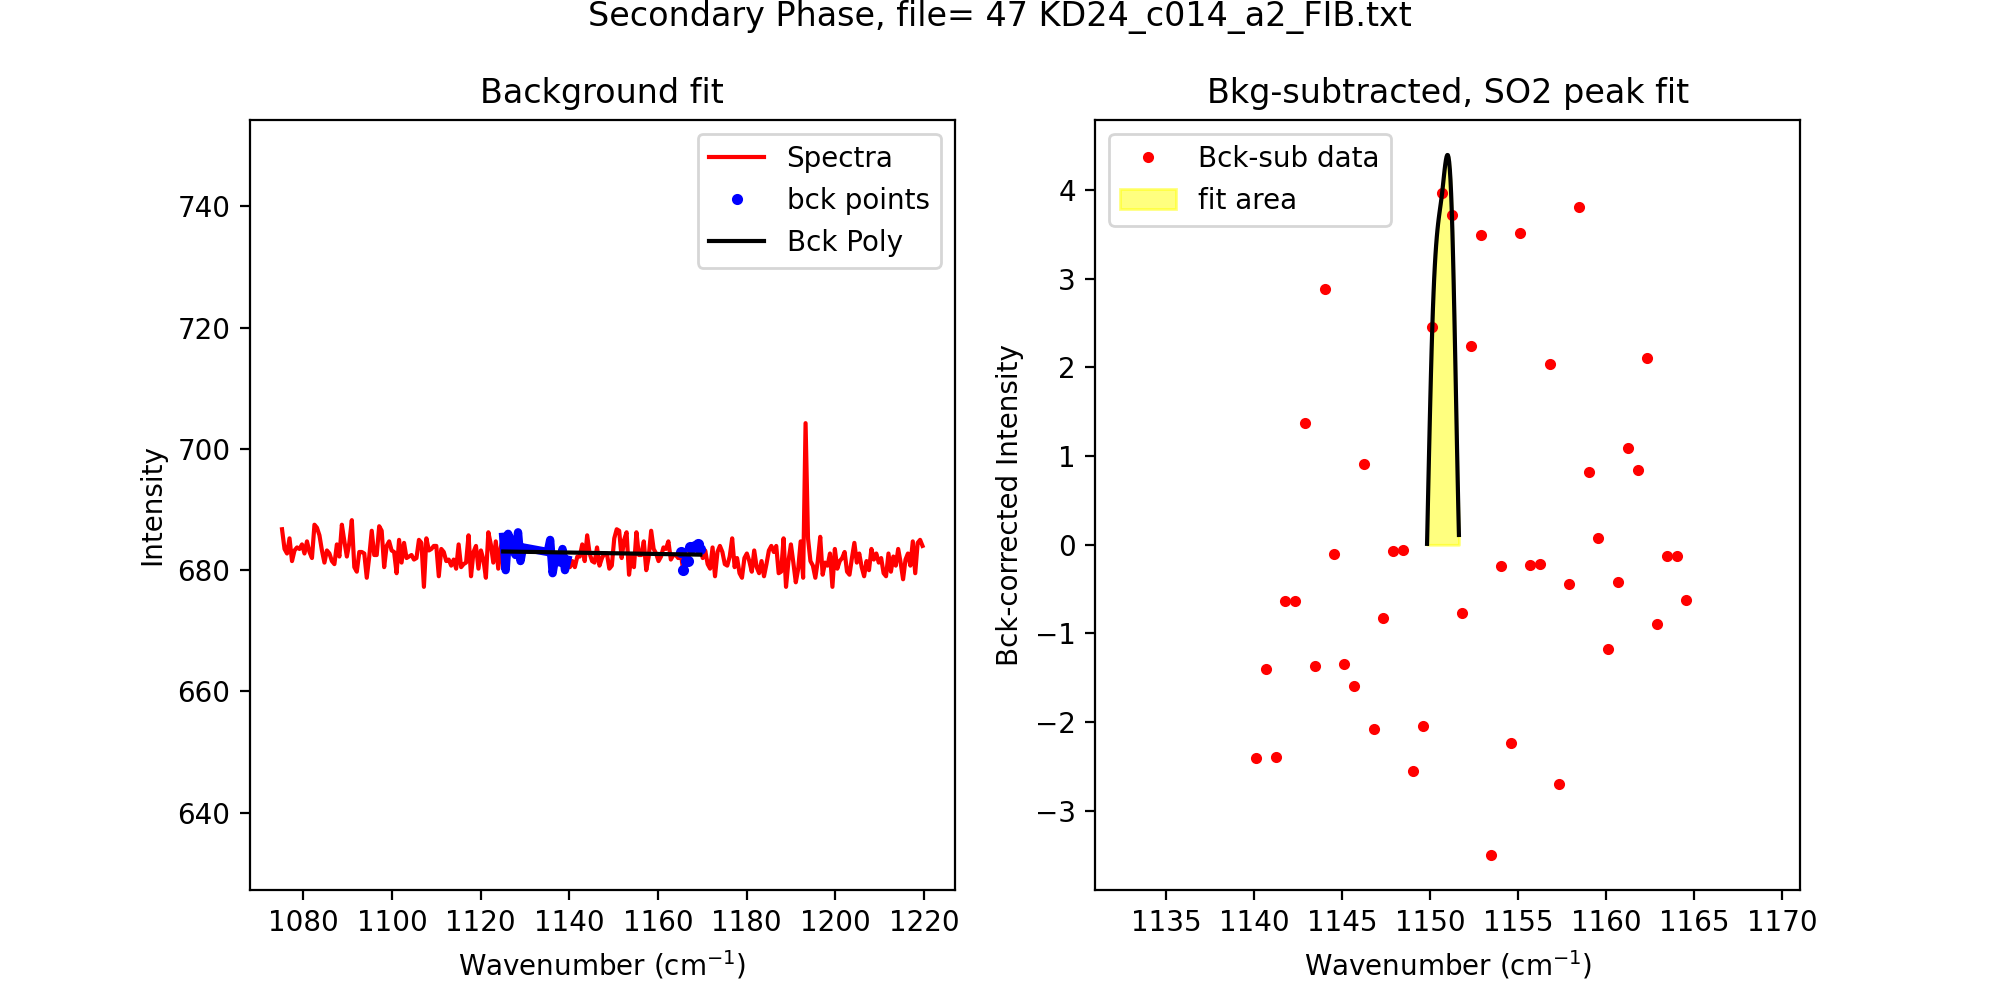 Secondary Phase, file= 47 KD24_c014_a2_FIB.txt
Background fit
Spectra
bck points
Bck Poly
Intensity
740
720
700
680
660
640
1080 1100 1120 1140 1160 1180 1200 1220
Wavenumber (cm⁻¹)
Bkg-subtracted, SO2 peak fit
Bck-sub data
fit area
Bck-corrected Intensity
4
3
2
1
0
−1
−2
−3
1135 1140 1145 1150 1155 1160 1165 1170
Wavenumber (cm⁻¹)